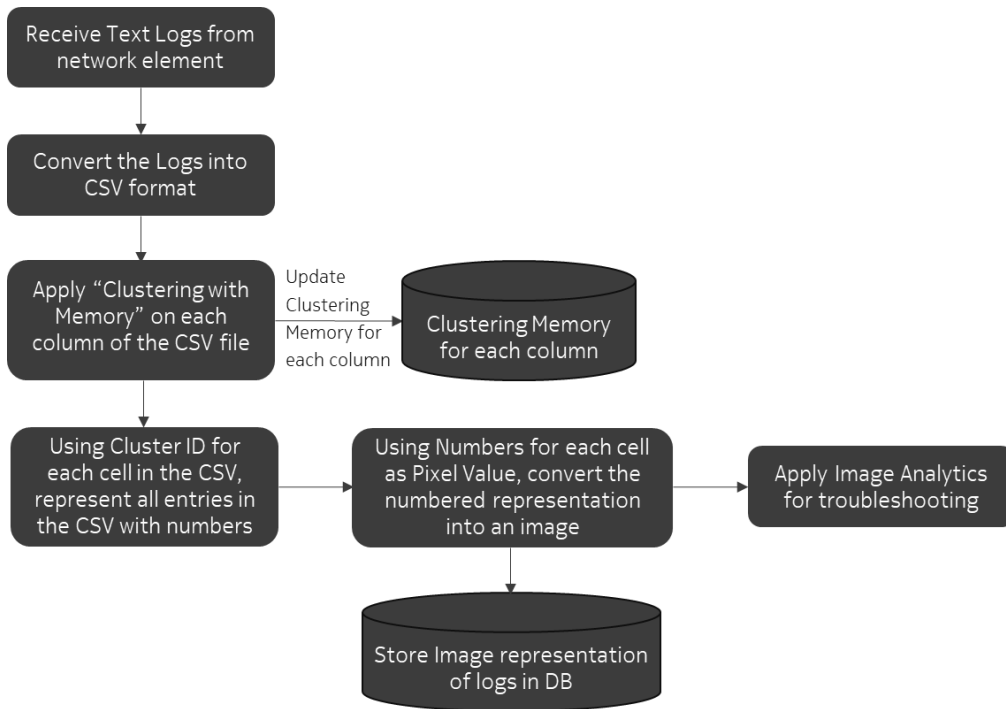 Receive Text Logs from
network element
Convert the Logs into
CSV format
Apply “Clustering with
Memory” on each
column of the CSV file
Update
Clustering
Memory for
each column
Clustering Memory
for each column
Using Cluster ID for
each cell in the CSV,
represent all entries in
the CSV with numbers
Using Numbers for each cell
as Pixel Value, convert the
numbered representation
into an image
Apply Image Analytics
for troubleshooting
Store Image representation
of logs in DB